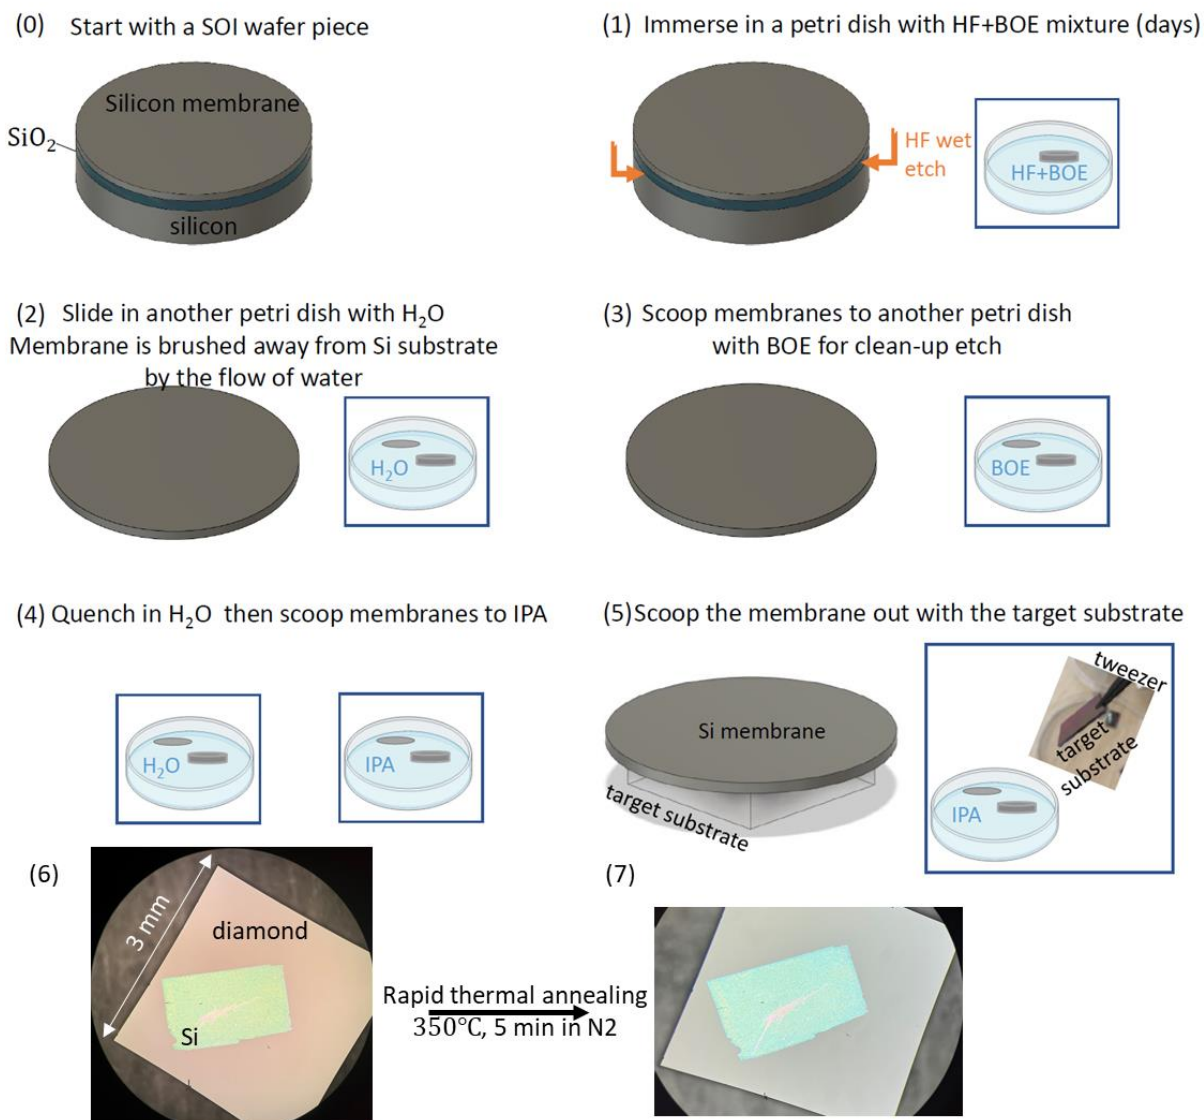 (0) Start with a SOI wafer piece
Silicon membrane
SiO₂
silicon
(1) Immerse in a petri dish with HF+BOE mixture (days)
HF wet
etch
HF+BOE
(2) Slide in another petri dish with H₂O
Membrane is brushed away from Si substrate
by the flow of water
H₂O
(3) Scoop membranes to another petri dish
with BOE for clean-up etch
BOE
(4) Quench in H₂O then scoop membranes to IPA
H₂O
IPA
(5) Scoop the membrane out with the target substrate
Si membrane
target substrate
tweezer
target
substrate
IPA
(6)
3 mm
diamond
Si
Rapid thermal annealing
350℃, 5 min in N2
(7)